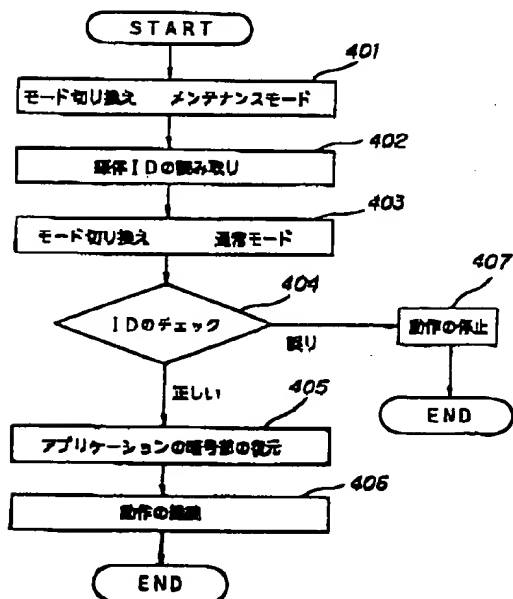 START
401
モード切り換え メンテナンスモード
402
媒体IDの読み取り
403
モード切り換え 通常モード
404
407
IDのチェック
誤り
動作の停止
正しい
405
END
アプリケーションの暗号部の復元
406
動作の継続
END